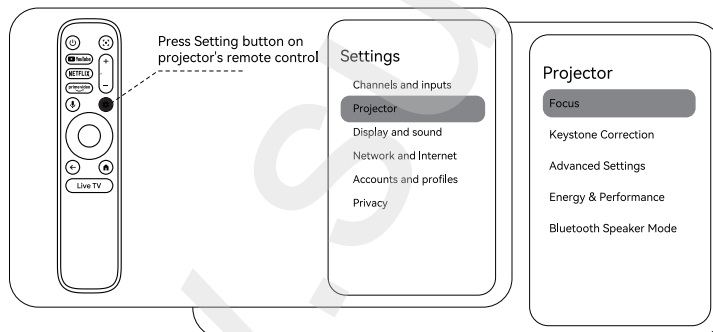 YouTube
NETFLIX
prime video
Live TV
Press Setting button on
projector's remote control
Settings
Channels and inputs
Projector
Display and sound
Network and Internet
Accounts and profiles
Privacy
Projector
Focus
Keystone Correction
Advanced Settings
Energy & Performance
Bluetooth Speaker Mode